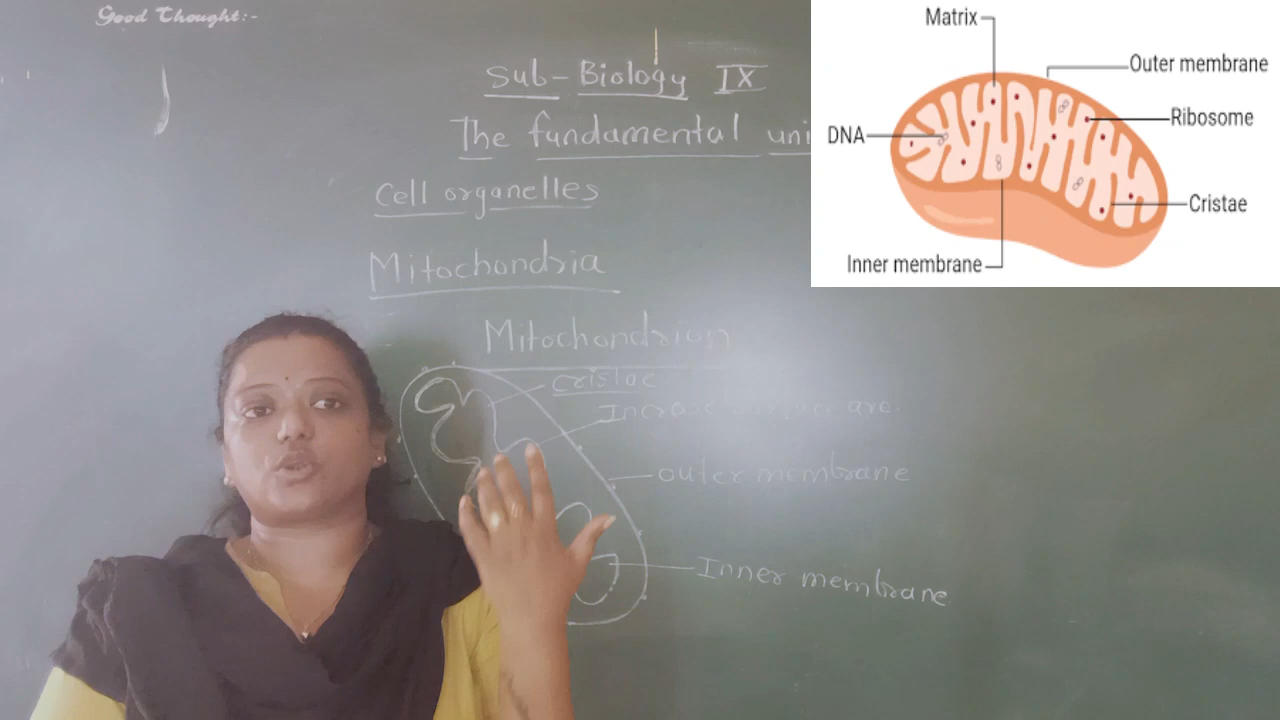 Good Thought:-
Sub-Biology IX
The fundamental uni
Cell organelles
Mitochondria
Mitochondrion
cristae
outer membrane
Inner membrane
Matrix
Outer membrane
Ribosome
DNA
Cristae
Inner membrane